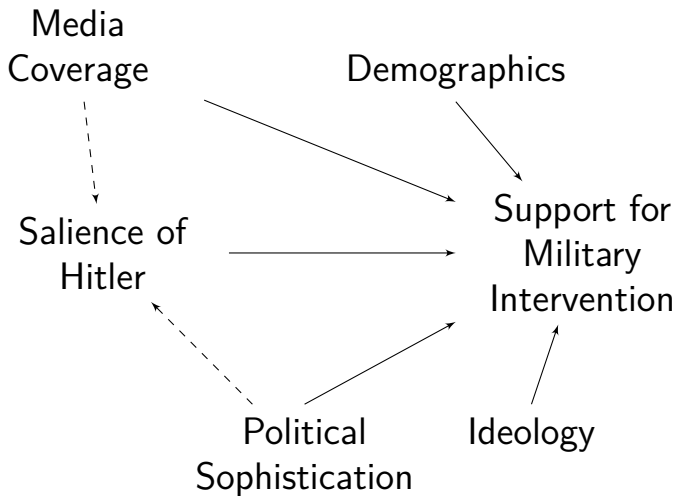 Media
Coverage
Demographics
Salience of
Hitler
Support for
Military
Intervention
Political
Sophistication
Ideology